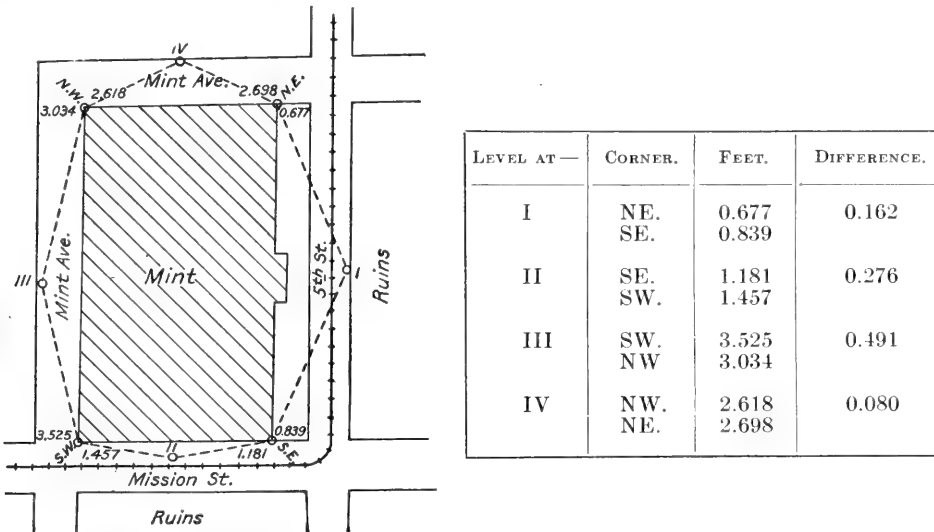 IV
Mint Ave.
N.W.
N.E.
2,618
2.698
3.034
0.677
III
Mint Ave.
Mint
5th St.
I
Ruins
3.525
S.W.
1.457
II
1.181
0.839
S.E.
Mission St.
Ruins
LEVEL AT— CORNER. FEET. DIFFERENCE.
I NE. 0.677 0.162
SE. 0.839
II SE. 1.181 0.276
SW. 1.457
III SW. 3.525 0.491
NW 3.034
IV NW. 2.618 0.080
NE. 2.698